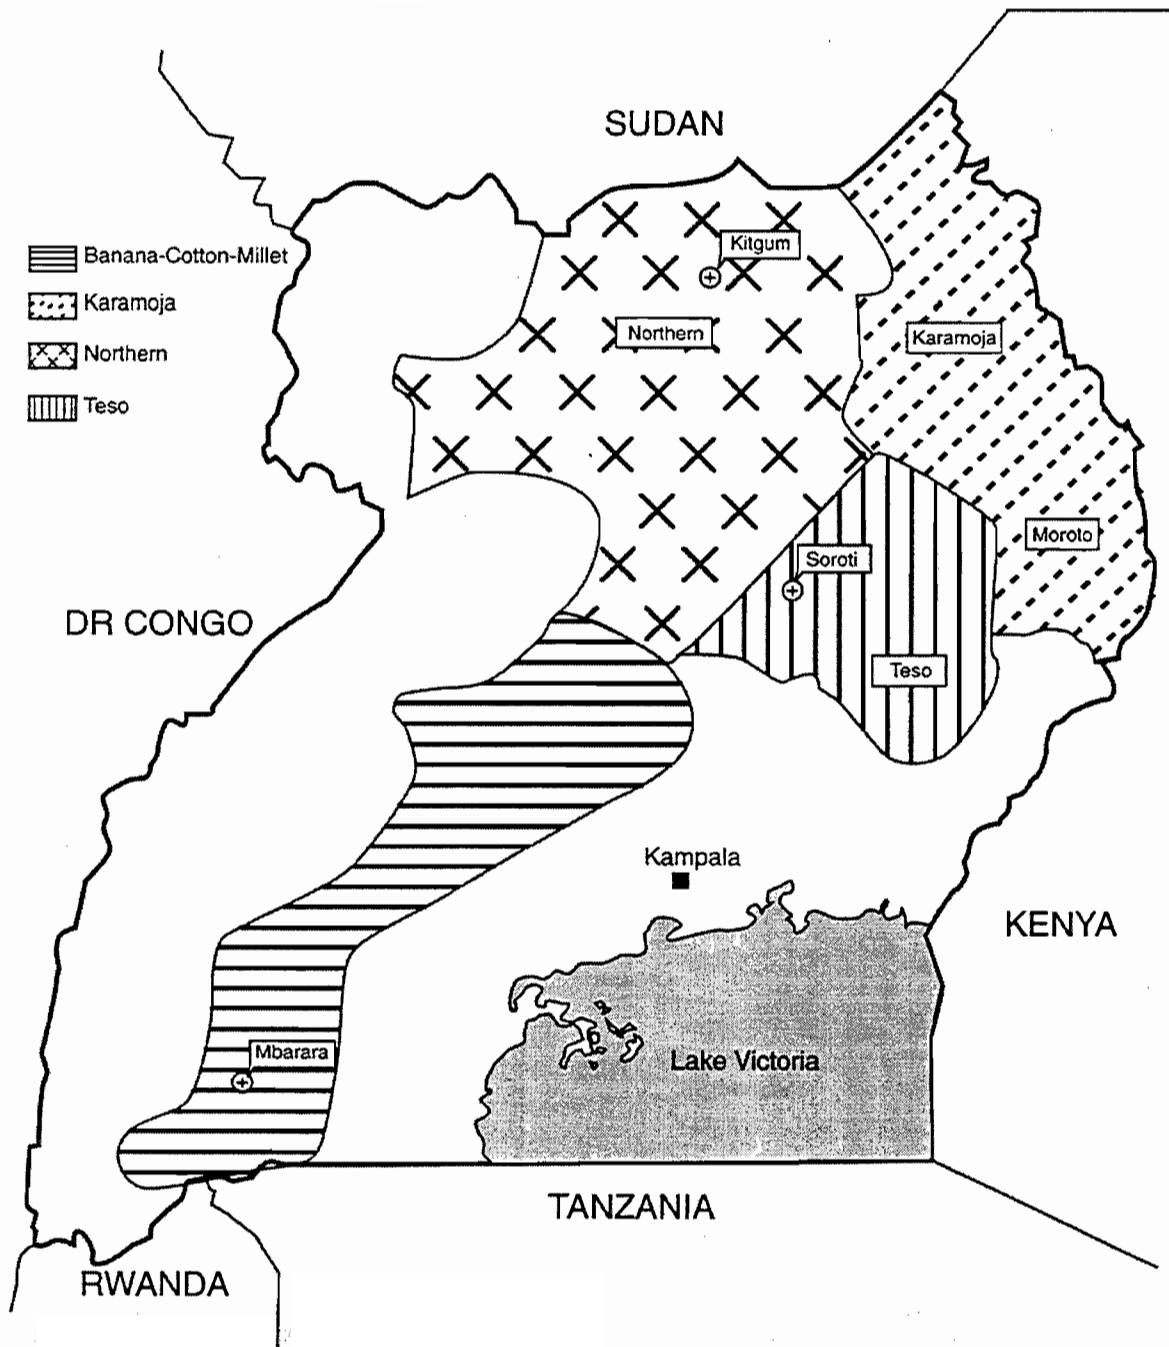 SUDAN
Kitgum
Banana-Cotton-Millet
Karamoja
Northern
Teso
Northern
Karamoja
Moroto
Soroti
DR CONGO
Teso
Kampala
KENYA
Mbarara
Lake Victoria
TANZANIA
RWANDA